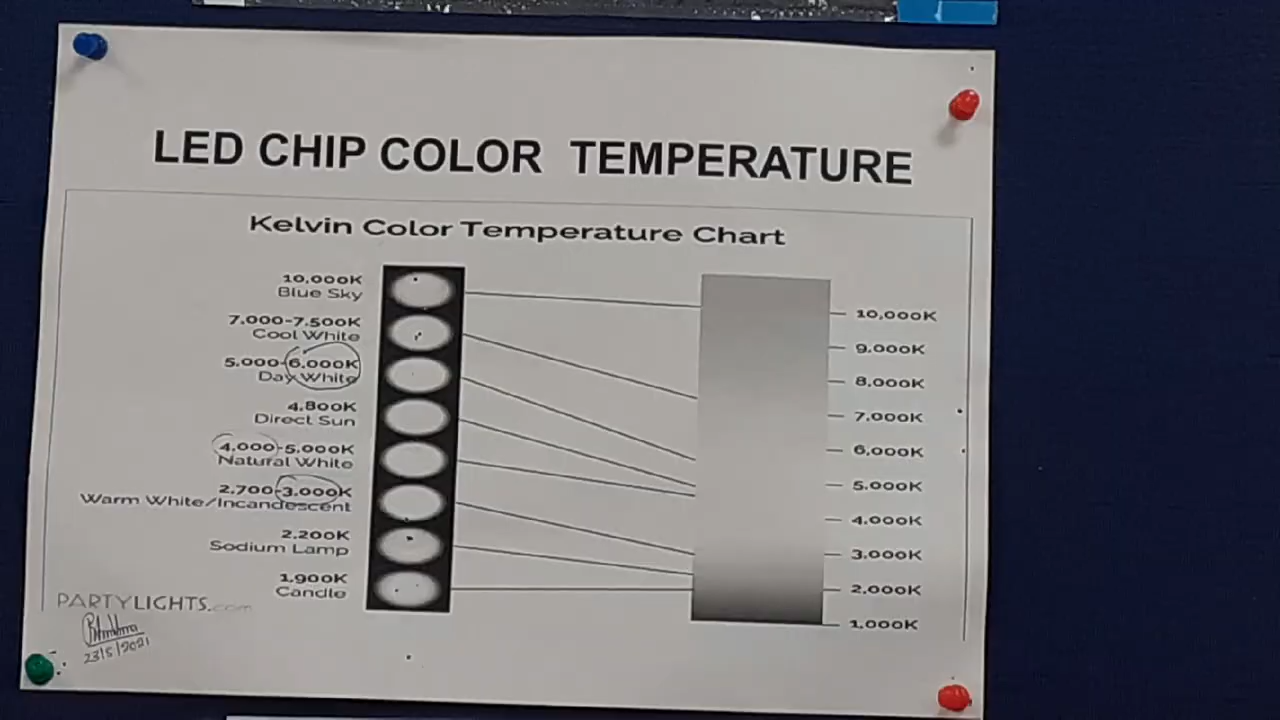 LED CHIP COLOR TEMPERATURE
Kelvin Color Temperature Chart
10,000K
Blue Sky
7,000-7,500K
Cool White
5,000-6,000K
Day White
4,800K
Direct Sun
4,000-5,000K
Natural White
2,700-3,000K
Warm White/Incandescent
2,200K
Sodium Lamp
1,900K
Candle
10,000K
9,000K
8,000K
7,000K
6,000K
5,000K
4,000K
3,000K
2,000K
1,000K
PARTYLIGHTS.com
23/5/2021